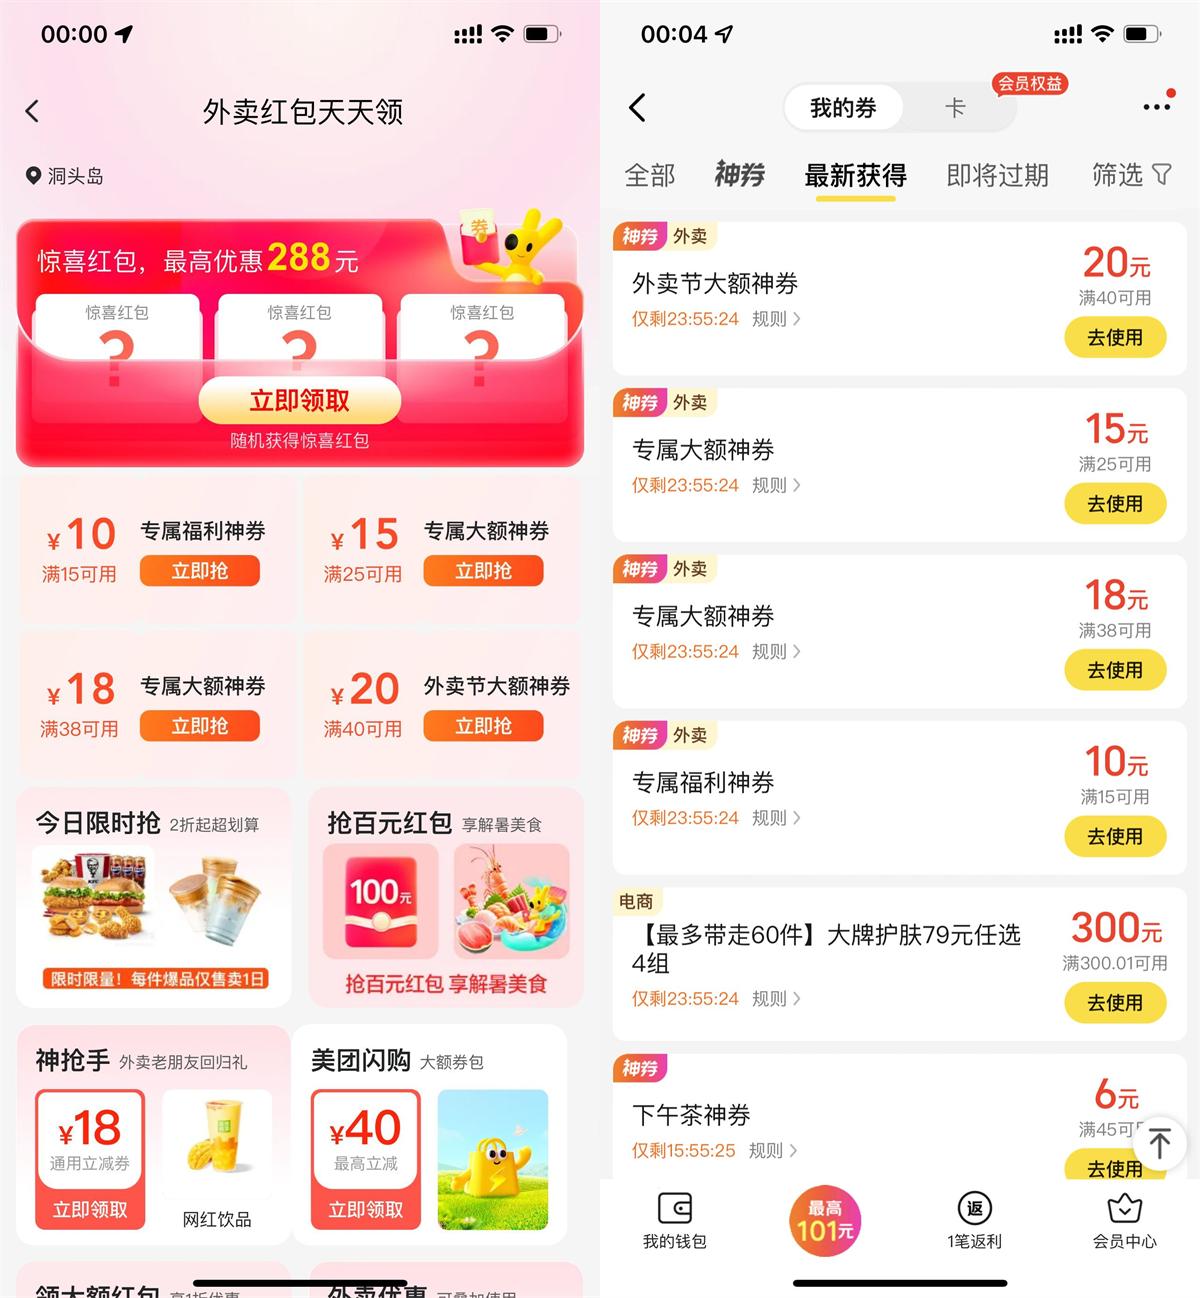 00:00
外卖红包天天领
洞头岛
惊喜红包，最高优惠288元
券
惊喜红包
惊喜红包
惊喜红包
?
?
?
立即领取
随机获得惊喜红包
¥10
专属福利神券
满15可用
立即抢
¥15
专属大额神券
满25可用
立即抢
¥18
专属大额神券
满38可用
立即抢
¥20
外卖节大额神券
满40可用
立即抢
今日限时抢 2折起超划算
KFC
限时限量！每件爆品仅售卖1日
抢百元红包 享解暑美食
100元
抢百元红包 享解暑美食
神抢手 外卖老朋友回归礼
¥18
通用立减券
立即领取
网红饮品
美团闪购 大额券包
¥40
最高立减
立即领取
00:04
会员权益
我的券
卡
全部
神券
最新获得
即将过期
筛选
神券 外卖
外卖节大额神券
仅剩23:55:24 规则
20元
满40可用
去使用
神券 外卖
专属大额神券
仅剩23:55:24 规则
15元
满25可用
去使用
神券 外卖
专属大额神券
仅剩23:55:24 规则
18元
满38可用
去使用
神券 外卖
专属福利神券
仅剩23:55:24 规则
10元
满15可用
去使用
电商
【最多带走60件】大牌护肤79元任选
4组
仅剩23:55:24 规则
300元
满300.01可用
去使用
神券
下午茶神券
仅剩15:55:25 规则
6元
满45可
去使用
我的钱包
最高
101元
返
1笔返利
会员中心